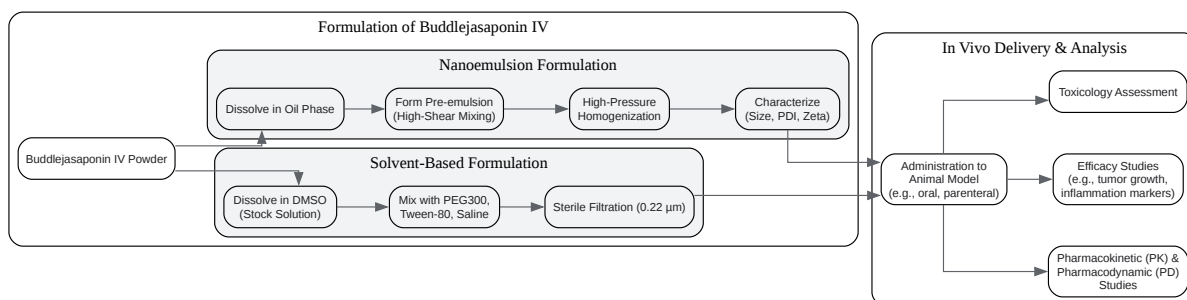 Formulation of Buddlejasaponin IV
Nanoemulsion Formulation
Dissolve in Oil Phase
Form Pre-emulsion
(High-Shear Mixing)
High-Pressure
Homogenization
Characterize
(Size, PDI, Zeta)
Buddlejasaponin IV Powder
Solvent-Based Formulation
Dissolve in DMSO
(Stock Solution)
Mix with PEG300,
Tween-80, Saline
Sterile Filtration (0.22 µm)
In Vivo Delivery & Analysis
Toxicology Assessment
Administration to
Animal Model
(e.g., oral, parenteral)
Efficacy Studies
(e.g., tumor growth,
inflammation markers)
Pharmacokinetic (PK) &
Pharmacodynamic (PD)
Studies